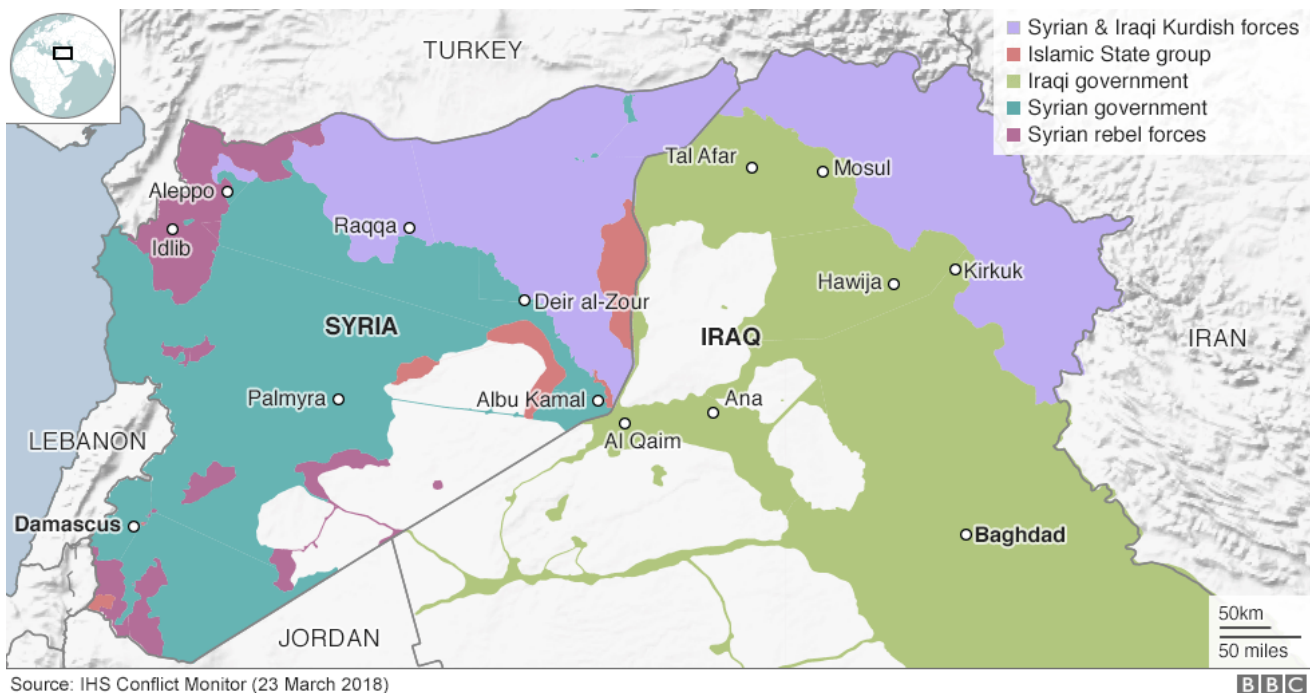 TURKEY
Syrian & Iraqi Kurdish forces
Islamic State group
Iraqi government
Syrian government
Syrian rebel forces
Tal Afar
Mosul
Aleppo
Raqqa
Idlib
Hawija
Kirkuk
Deir al-Zour
SYRIA
IRAQ
IRAN
Palmyra
Albu Kamal
Ana
LEBANON
Al Qaim
Damascus
Baghdad
JORDAN
50km
50 miles
Source: IHS Conflict Monitor (23 March 2018)
BBC